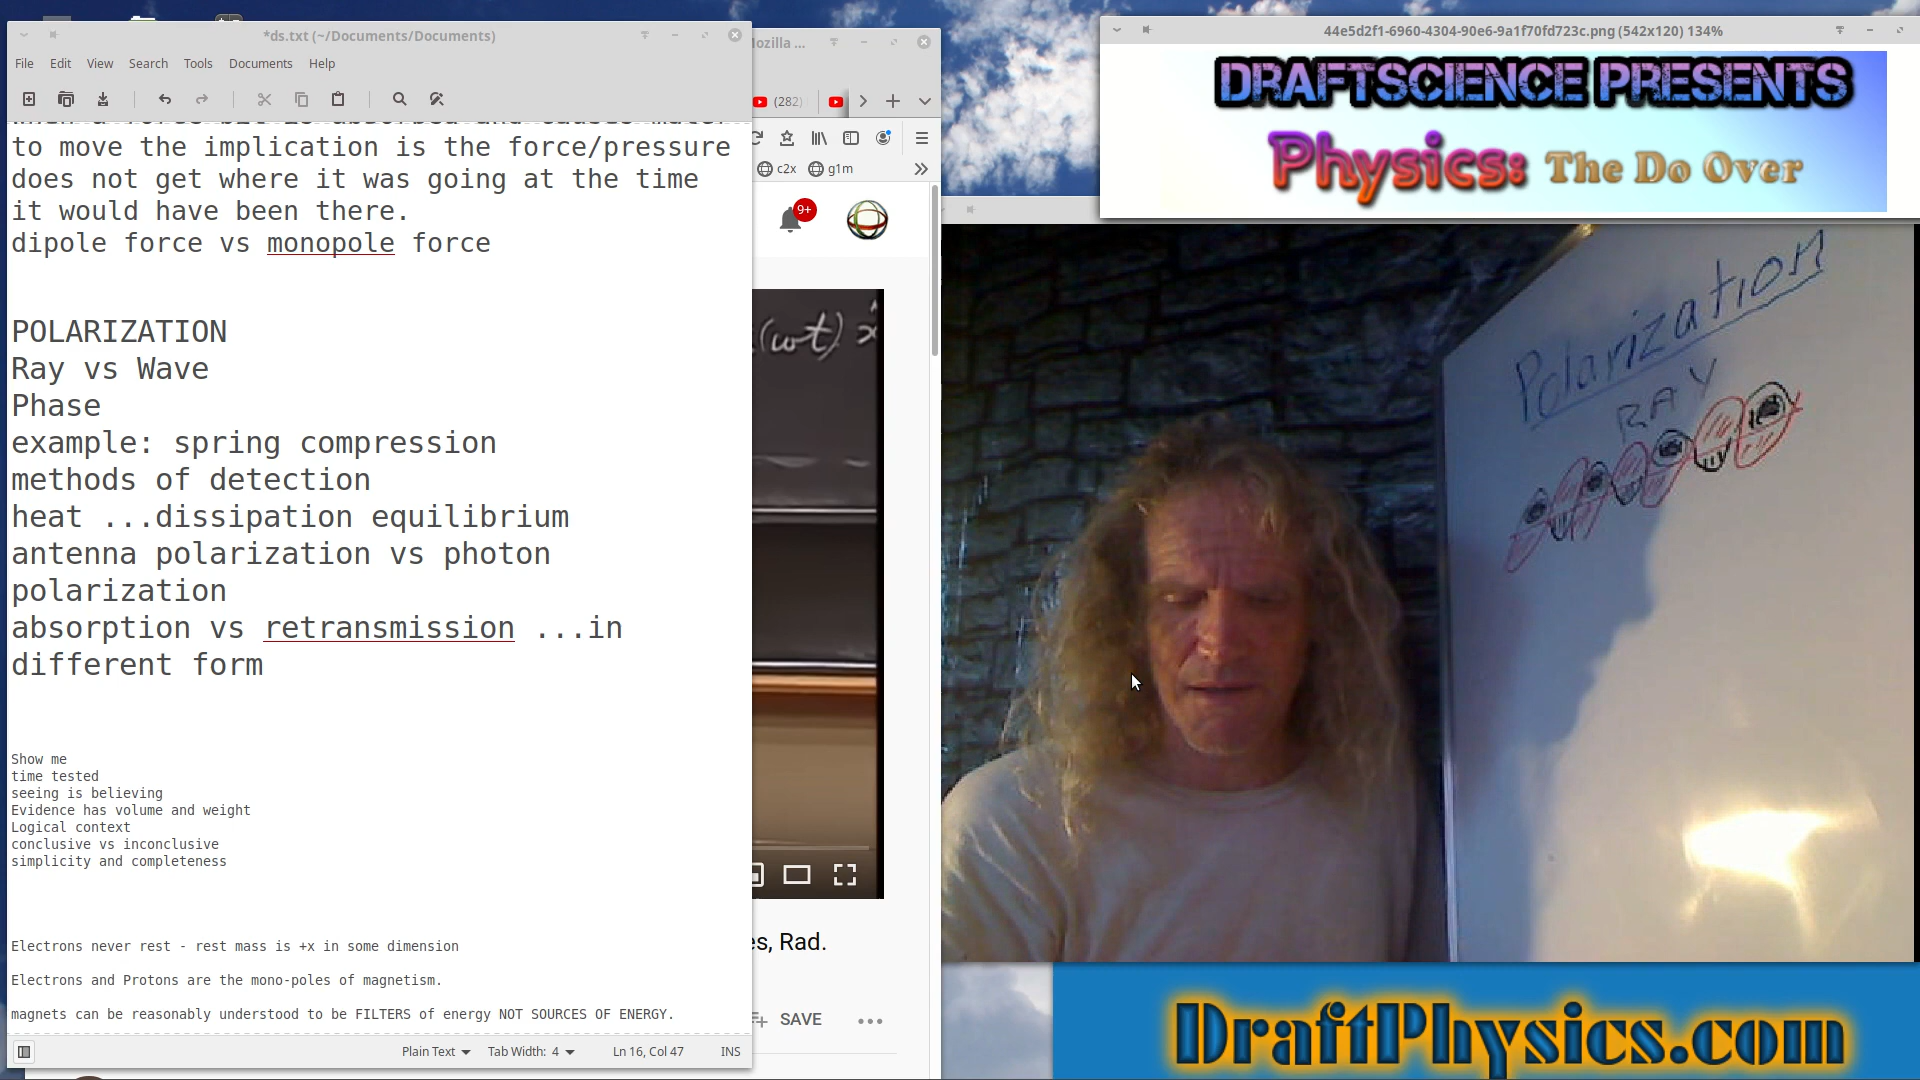 *ds.txt (~/Documents/Documents)
File Edit View Search Tools Documents Help
to move the implication is the force/pressure
does not get where it was going at the time
it would have been there.
dipole force vs monopole force
POLARIZATION
Ray vs Wave
Phase
example: spring compression
methods of detection
heat ...dissipation equilibrium
antenna polarization vs photon
polarization
absorption vs retransmission ...in
different form
Show me
time tested
seeing is believing
Evidence has volume and weight
Logical context
conclusive vs inconclusive
simplicity and completeness
Electrons never rest - rest mass is +x in some dimension
Electrons and Protons are the mono-poles of magnetism.
magnets can be reasonably understood to be FILTERS of energy NOT SOURCES OF ENERGY.
Plain Text Tab Width: 4 Ln 16, Col 47 INS
ozilla ...
(282)
c2x g1m
9+
(ωt) x̂
es, Rad.
SAVE
44e5d2f1-6960-4304-90e6-9a1f70fd723c.png (542x120) 134%
DRAFTSCIENCE PRESENTS
Physics: The Do Over
Polarization
RAY
DraftPhysics.com